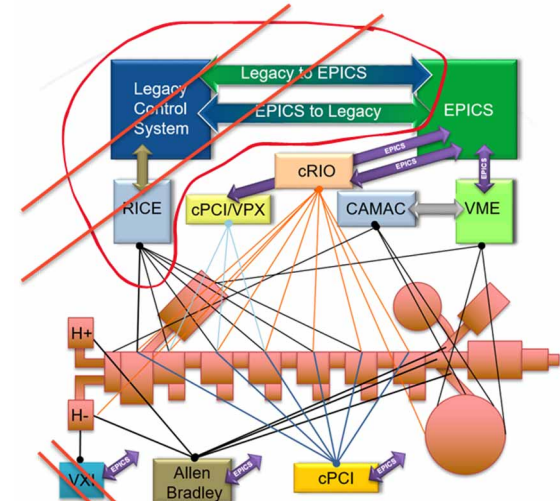 Legacy to EPICS
Legacy
Control
System
EPICS to Legacy
EPICS
EPICS
EPICS
EPICS
cRIO
RICE
cPCI/VPX
EPICS
CAMAC
VME
H+
H-
VXI
EPICS
Allen
Bradley
EPICS
cPCI
EPICS